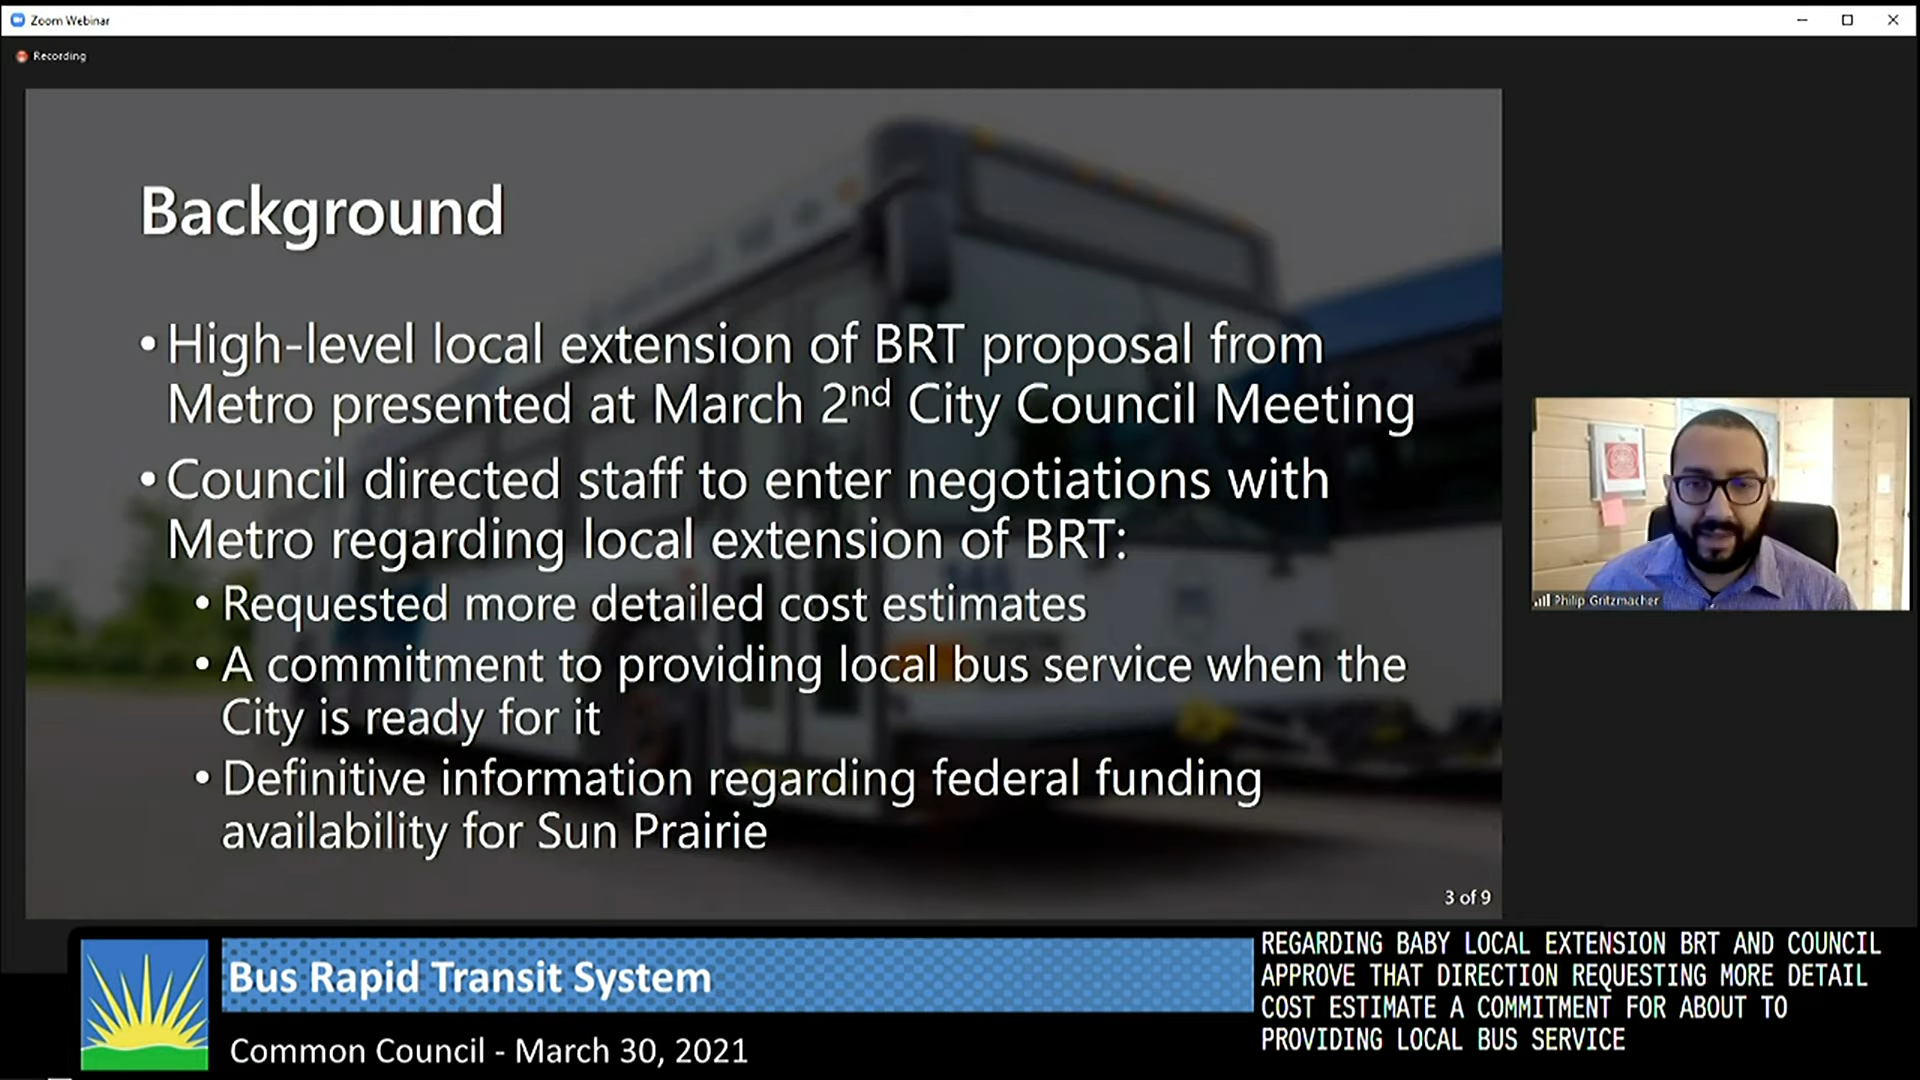 Zoom Webinar
Recording
Background
• High-level local extension of BRT proposal from
Metro presented at March 2nd City Council Meeting
• Council directed staff to enter negotiations with
Metro regarding local extension of BRT:
• Requested more detailed cost estimates
• A commitment to providing local bus service when the
City is ready for it
• Definitive information regarding federal funding
availability for Sun Prairie
3 of 9
Philip Gritzmacher
Bus Rapid Transit System
Common Council - March 30, 2021
REGARDING BABY LOCAL EXTENSION BRT AND COUNCIL
APPROVE THAT DIRECTION REQUESTING MORE DETAIL
COST ESTIMATE A COMMITMENT FOR ABOUT TO
PROVIDING LOCAL BUS SERVICE